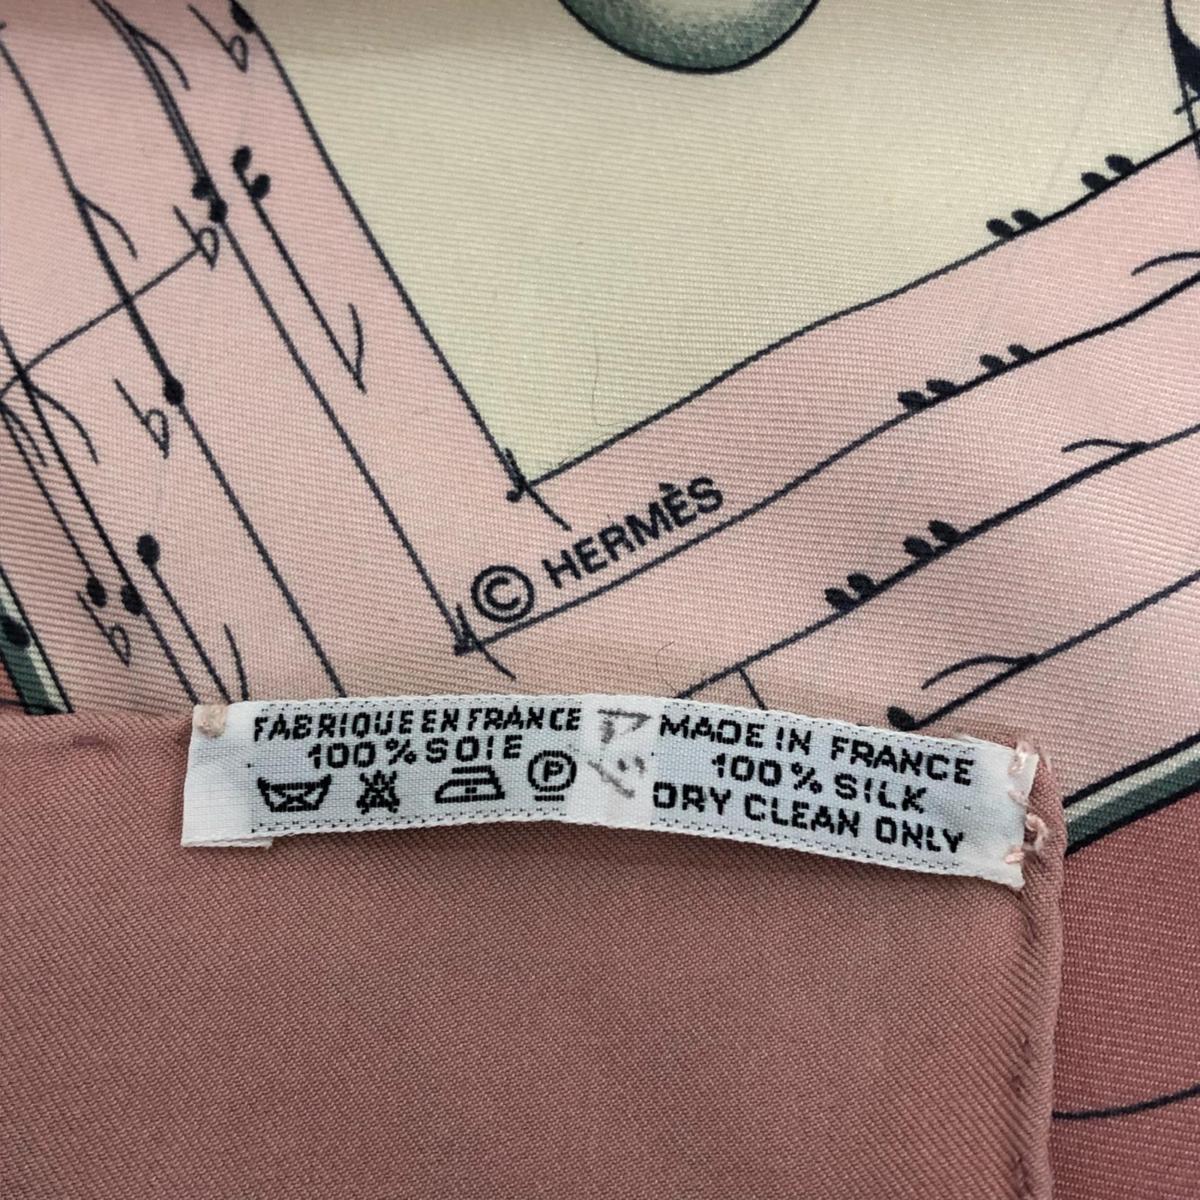 © HERMÈS
FABRIQUE EN FRANCE
100% SOIE
P
MADE IN FRANCE
100% SILK
DRY CLEAN ONLY